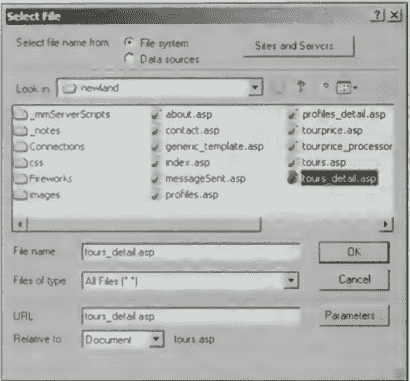 Select File
Select file name from: File system Sites and Servers...
Data sources
Look in: newland
_mmServerScripts about.asp profiles_detail.asp
_notes contact.asp tourprice.asp
Connections generic_template.asp tourprice_processor
css index.asp tours.asp
Fireworks messageSent.asp tours_detail.asp
images profiles.asp
File name: tours_detail.asp OK
Files of type: All Files (*.*) Cancel
URL: tours_detail.asp Parameters...
Relative to: Document tours.asp